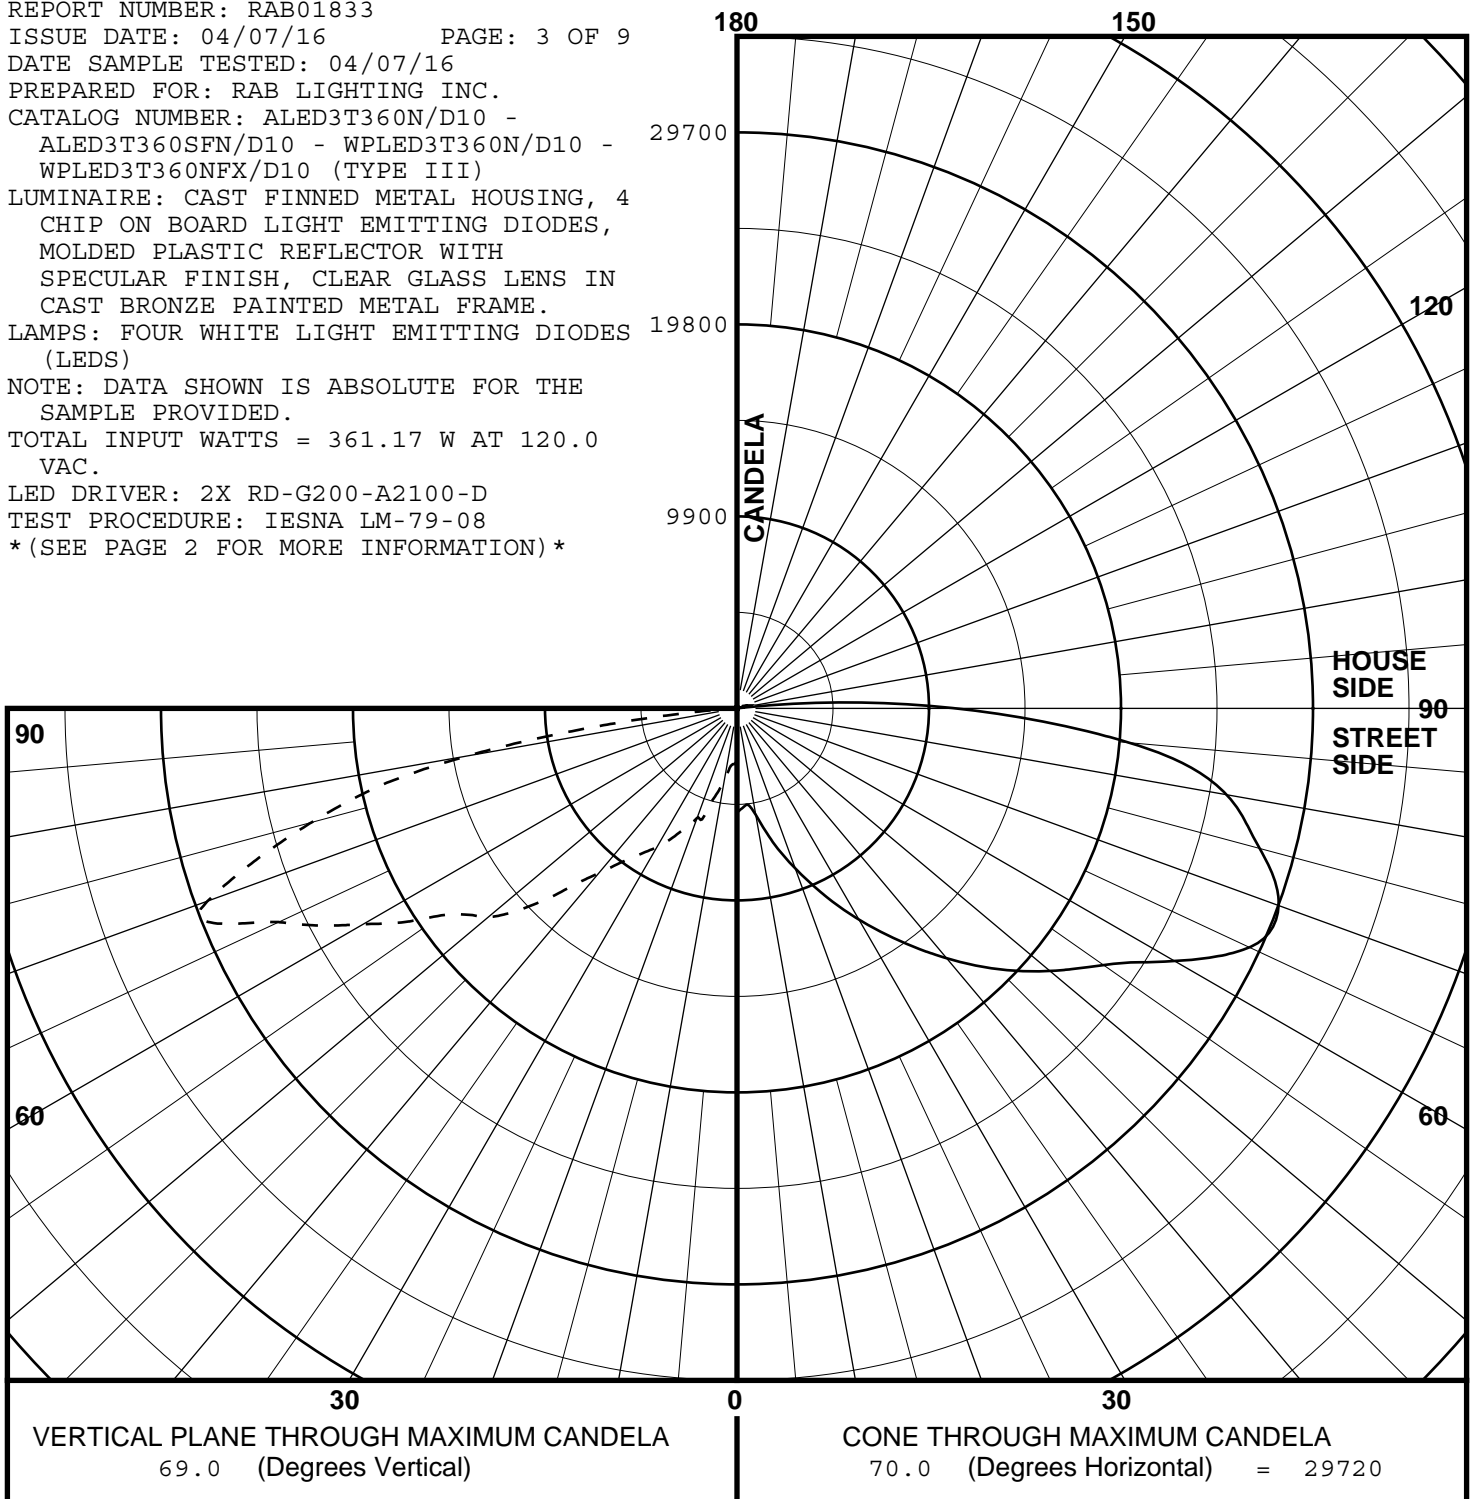 REPORT NUMBER: RAB01833
ISSUE DATE: 04/07/16 PAGE: 3 OF 9
DATE SAMPLE TESTED: 04/07/16
PREPARED FOR: RAB LIGHTING INC.
CATALOG NUMBER: ALED3T360N/D10 -
ALED3T360SFN/D10 - WPLED3T360N/D10 -
WPLED3T360NFX/D10 (TYPE III)
LUMINAIRE: CAST FINNED METAL HOUSING, 4
CHIP ON BOARD LIGHT EMITTING DIODES,
MOLDED PLASTIC REFLECTOR WITH
SPECULAR FINISH, CLEAR GLASS LENS IN
CAST BRONZE PAINTED METAL FRAME.
LAMPS: FOUR WHITE LIGHT EMITTING DIODES
(LEDS)
NOTE: DATA SHOWN IS ABSOLUTE FOR THE
SAMPLE PROVIDED.
TOTAL INPUT WATTS = 361.17 W AT 120.0
VAC.
LED DRIVER: 2X RD-G200-A2100-D
TEST PROCEDURE: IESNA LM-79-08
*(SEE PAGE 2 FOR MORE INFORMATION)*
180
150
29700
120
19800
CANDELA
9900
HOUSE
SIDE
90
90
STREET
SIDE
60
60
30
0
30
VERTICAL PLANE THROUGH MAXIMUM CANDELA
69.0 (Degrees Vertical)
CONE THROUGH MAXIMUM CANDELA
70.0 (Degrees Horizontal) = 29720